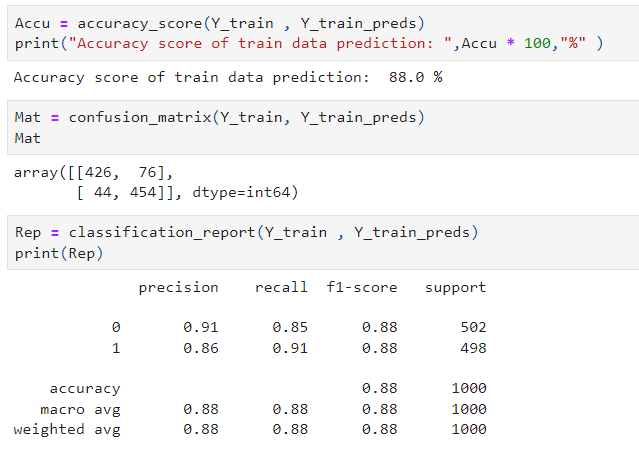 Accu = accuracy_score(Y_train , Y_train_preds)
print("Accuracy score of train data prediction: ",Accu * 100,"%" )
Accuracy score of train data prediction:  88.0 %
Mat = confusion_matrix(Y_train, Y_train_preds)
Mat
array([[426,  76],
       [ 44, 454]], dtype=int64)
Rep = classification_report(Y_train , Y_train_preds)
print(Rep)
              precision    recall  f1-score   support
           0       0.91      0.85      0.88       502
           1       0.86      0.91      0.88       498
    accuracy                           0.88      1000
   macro avg       0.88      0.88      0.88      1000
weighted avg       0.88      0.88      0.88      1000